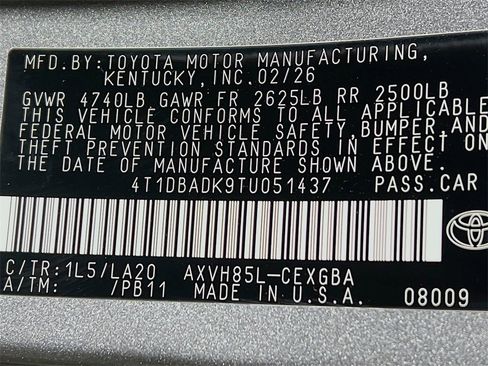 MFD.BY:TOYOTA MOTOR MANUFACTURING,
KENTUCKY,INC.02/26
GVWR 4740LB GAWR FR 2625LB RR 2500LB
THIS VEHICLE CONFORMS TO ALL APPLICABLE
FEDERAL MOTOR VEHICLE SAFETY,BUMPER,AND
THEFT PREVENTION STANDARDS IN EFFECT ON
THE DATE OF MANUFACTURE SHOWN ABOVE.
4T1DBADK9TU051437 PASS.CAR
C/TR:1L5/LA20 AXVH85L-CEXGBA
A/TM: /PB11 MADE IN U.S.A. 08009